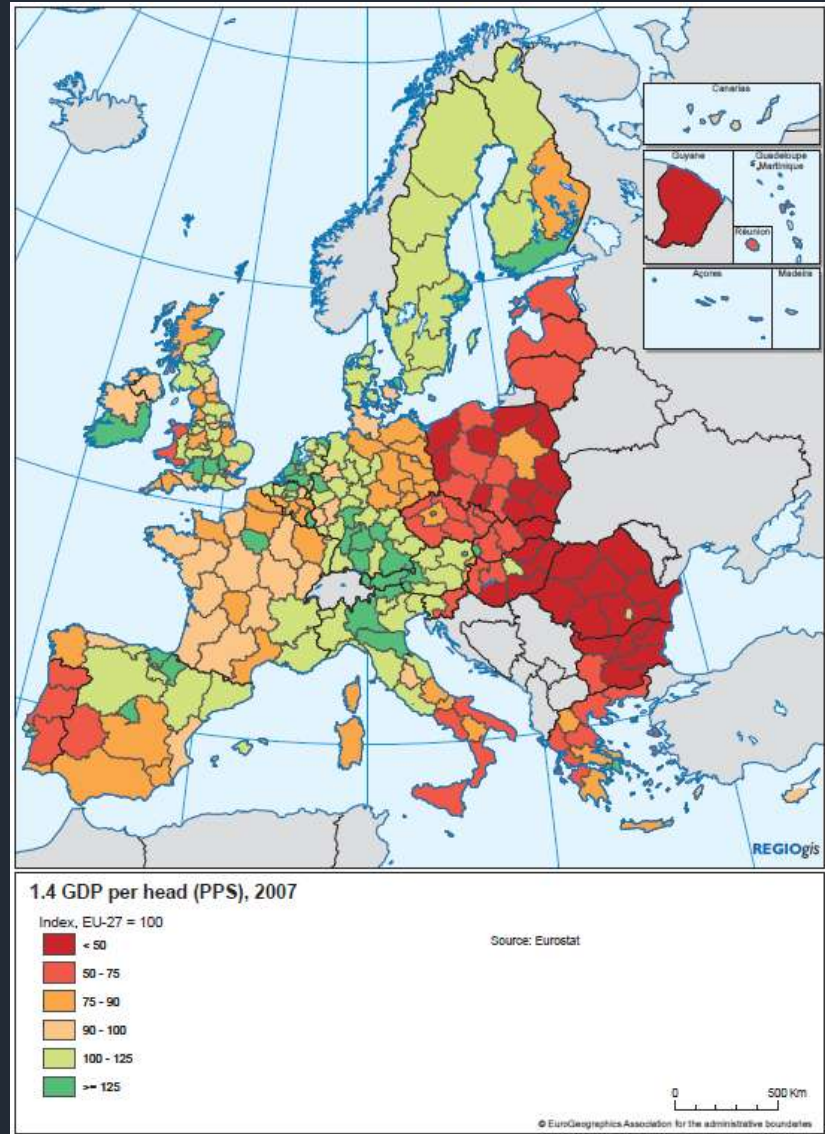 Canarias
Guyane
Guadeloupe
Martinique
Réunion
Açores
Madeira
REGIOgis
1.4 GDP per head (PPS), 2007
Index, EU-27 = 100
Source: Eurostat
< 50
50 - 75
75 - 90
90 - 100
100 - 125
>= 125
0 500 Km
© EuroGeographics Association for the administrative boundaries